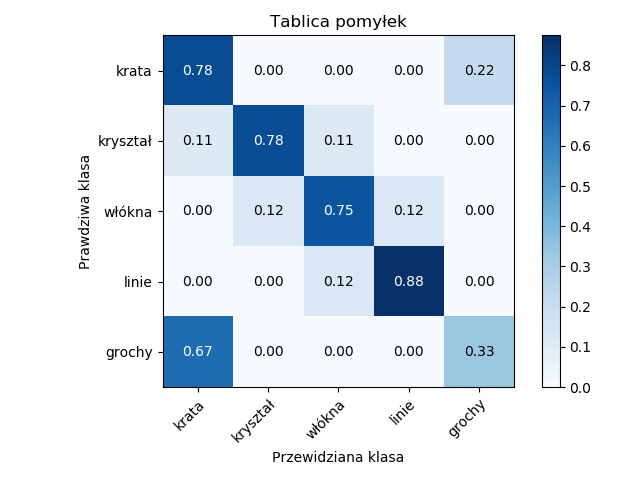 Tablica pomyłek
Prawdziwa klasa
krata 0.78 0.00 0.00 0.00 0.22
kryształ 0.11 0.78 0.11 0.00 0.00
włókna 0.00 0.12 0.75 0.12 0.00
linie 0.00 0.00 0.12 0.88 0.00
grochy 0.67 0.00 0.00 0.00 0.33
krata kryształ włókna linie grochy
Przewidziana klasa
0.8
0.7
0.6
0.5
0.4
0.3
0.2
0.1
0.0